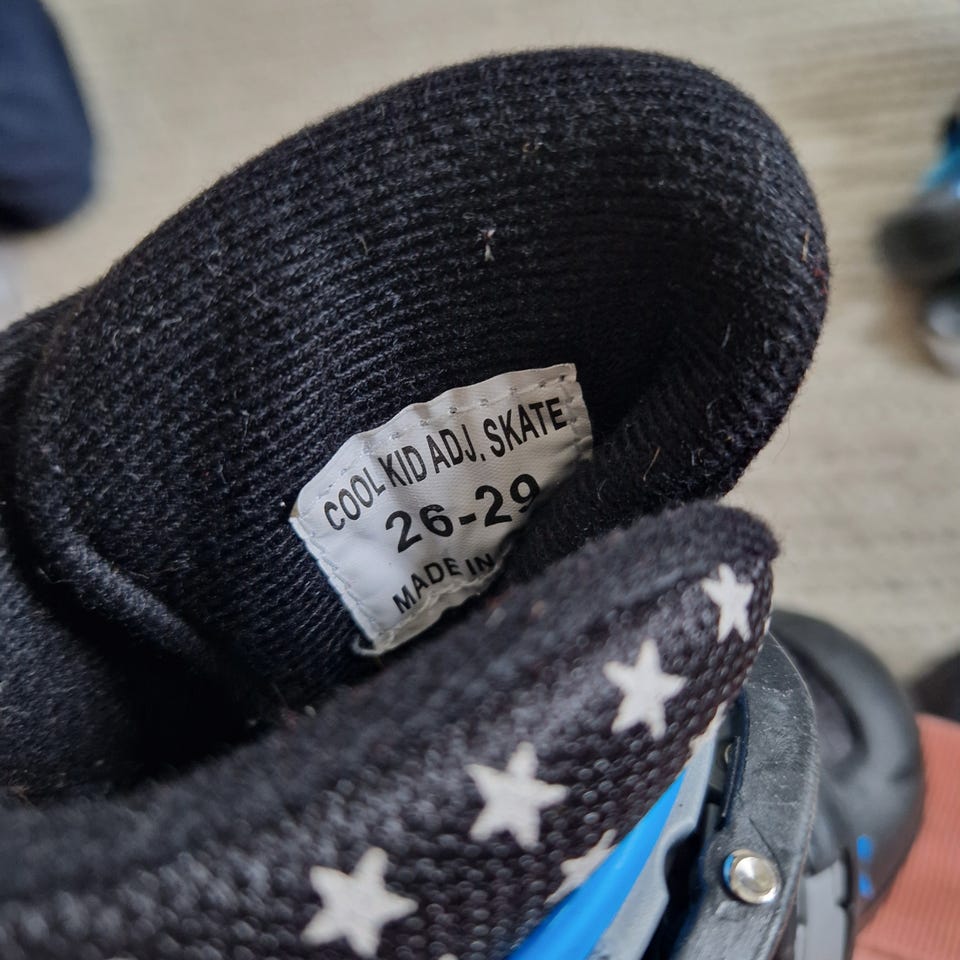 COOL KID ADJ. SKATE
26-29
MADE IN